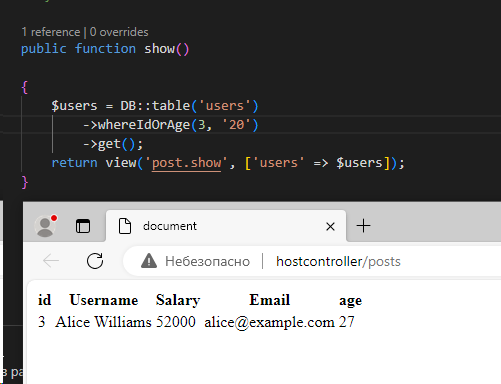 1 reference | 0 overrides
public function show()
{
$users = DB::table('users')
->whereIdOrAge(3, '20')
->get();
return view('post.show', ['users' => $users]);
}
document
Небезопасно | hostcontroller/posts
id Username Salary Email age
3 Alice Williams 52000 alice@example.com 27